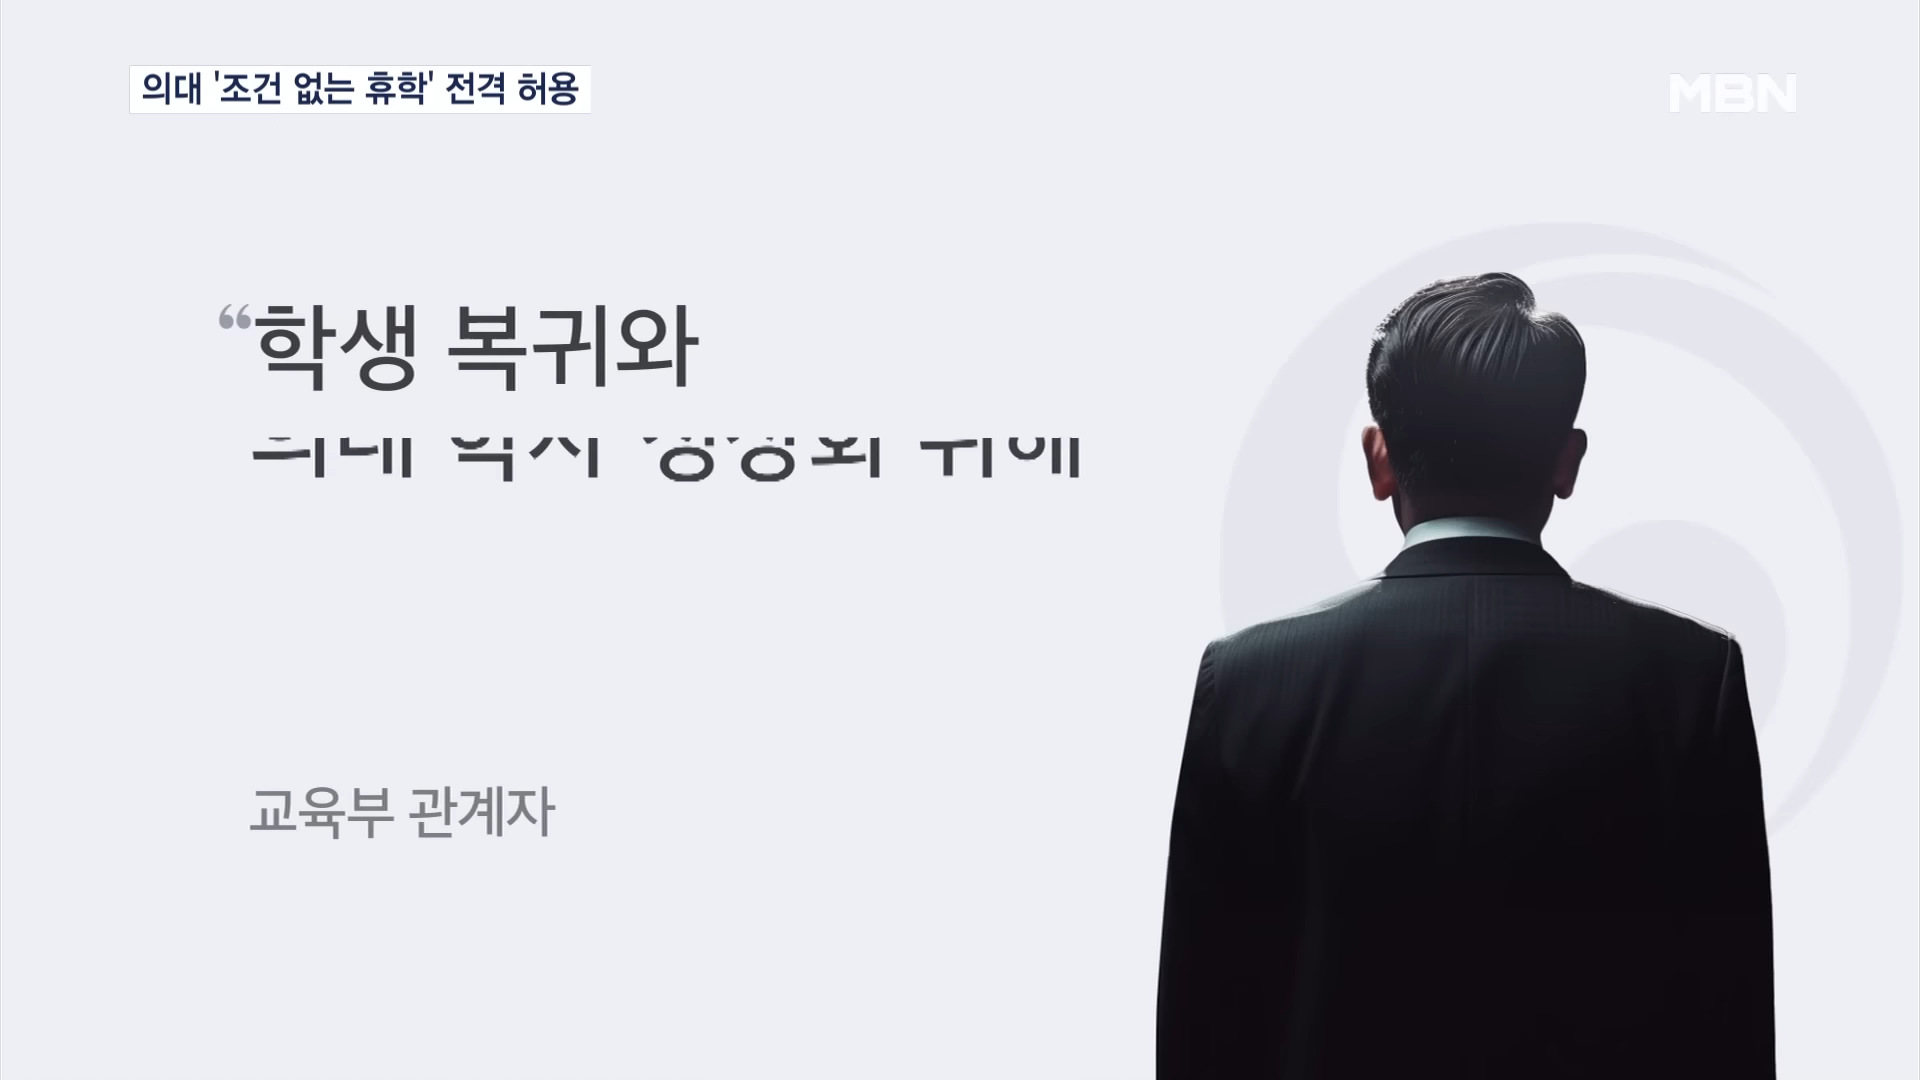 의대 '조건 없는 휴학' 전격 허용
MBN
“학생 복귀와
교육부 관계자